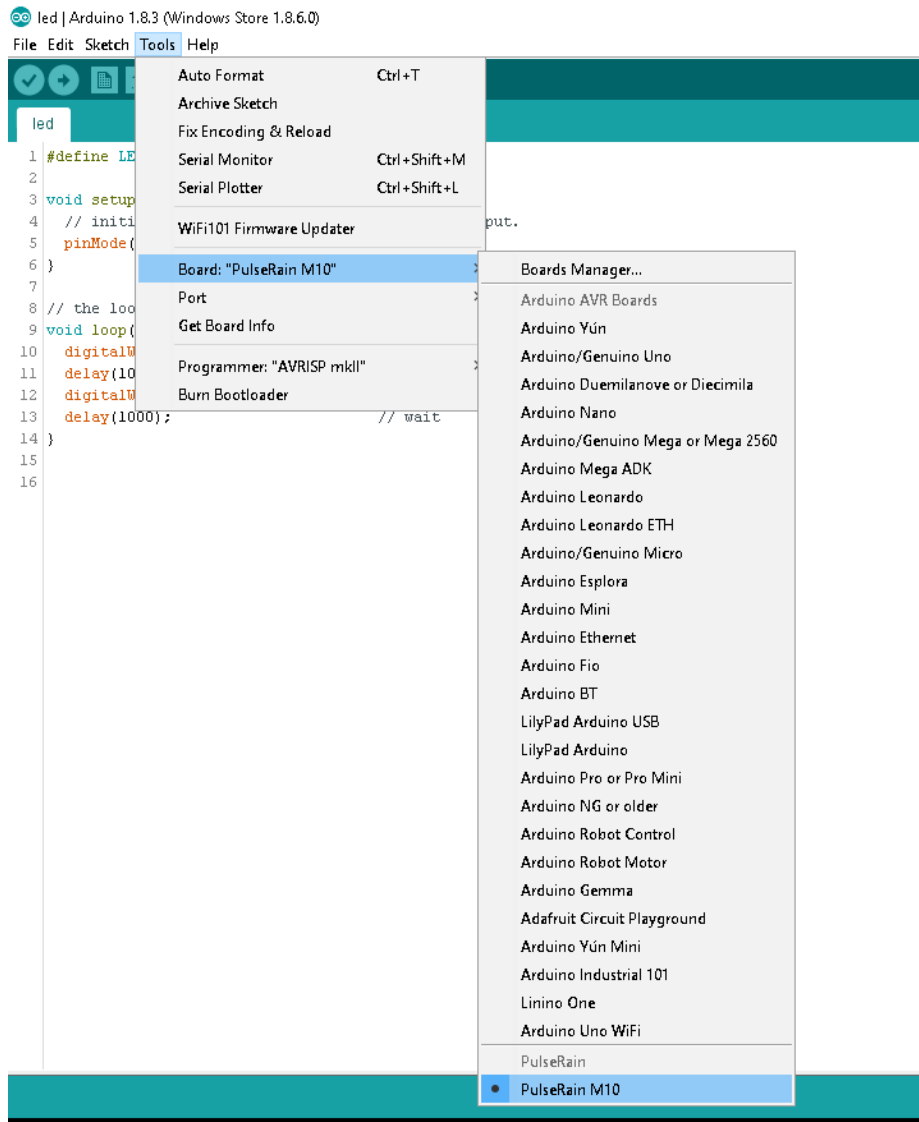 led | Arduino 1.8.3 (Windows Store 1.8.6.0)
File Edit Sketch Tools Help
led
Auto Format Ctrl+T
Archive Sketch
Fix Encoding & Reload
Serial Monitor Ctrl+Shift+M
Serial Plotter Ctrl+Shift+L
WiFi101 Firmware Updater
Board: "PulseRain M10"
Port
Get Board Info
Programmer: "AVRISP mkII"
Burn Bootloader
1 #define LE
2
3 void setup
4 // initi put.
5 pinMode(
6 }
7
8 // the loo
9 void loop(
10 digitalW
11 delay(10
12 digitalW
13 delay(1000); // wait
14 }
15
16
Boards Manager...
Arduino AVR Boards
Arduino Yún
Arduino/Genuino Uno
Arduino Duemilanove or Diecimila
Arduino Nano
Arduino/Genuino Mega or Mega 2560
Arduino Mega ADK
Arduino Leonardo
Arduino Leonardo ETH
Arduino/Genuino Micro
Arduino Esplora
Arduino Mini
Arduino Ethernet
Arduino Fio
Arduino BT
LilyPad Arduino USB
LilyPad Arduino
Arduino Pro or Pro Mini
Arduino NG or older
Arduino Robot Control
Arduino Robot Motor
Arduino Gemma
Adafruit Circuit Playground
Arduino Yún Mini
Arduino Industrial 101
Linino One
Arduino Uno WiFi
PulseRain
PulseRain M10